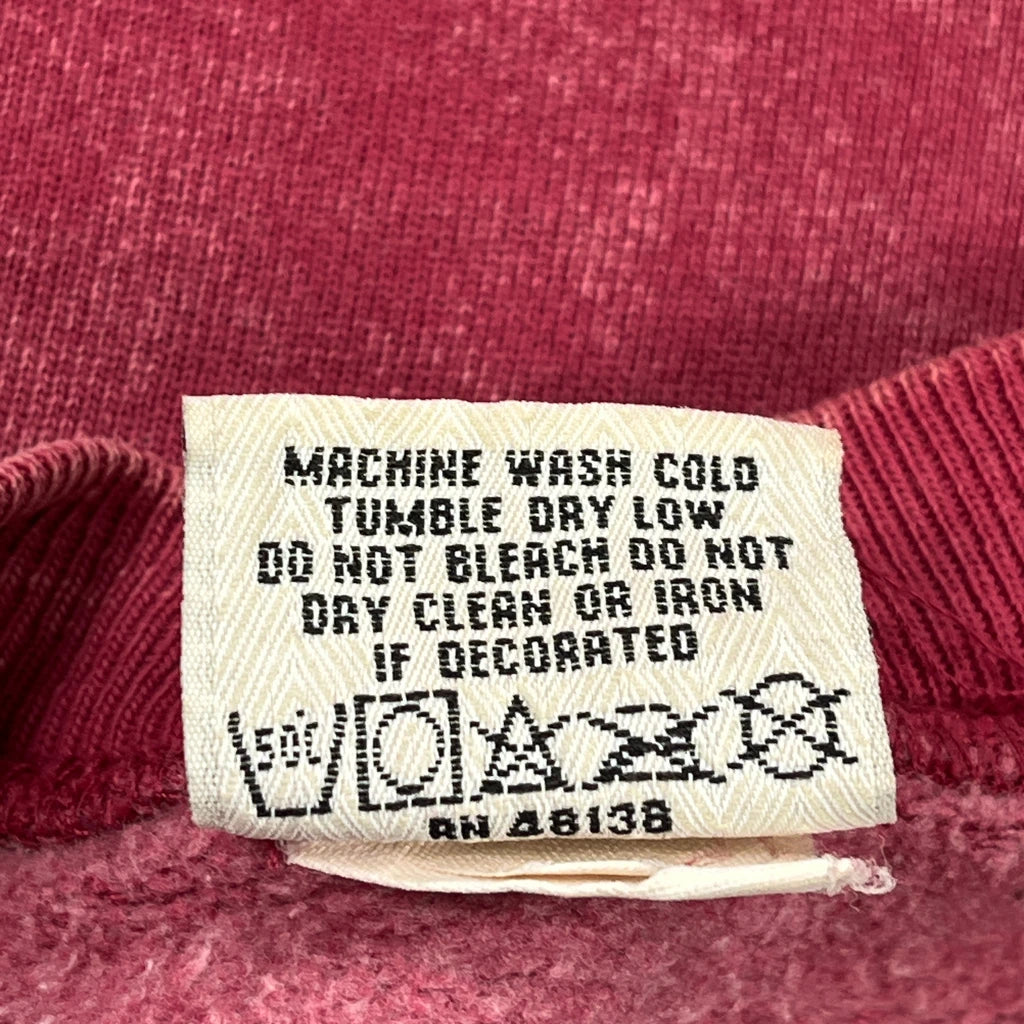 MACHINE WASH COLD
TUMBLE DRY LOW
DO NOT BLEACH DO NOT
DRY CLEAN OR IRON
IF DECORATED
50C
RN 48138